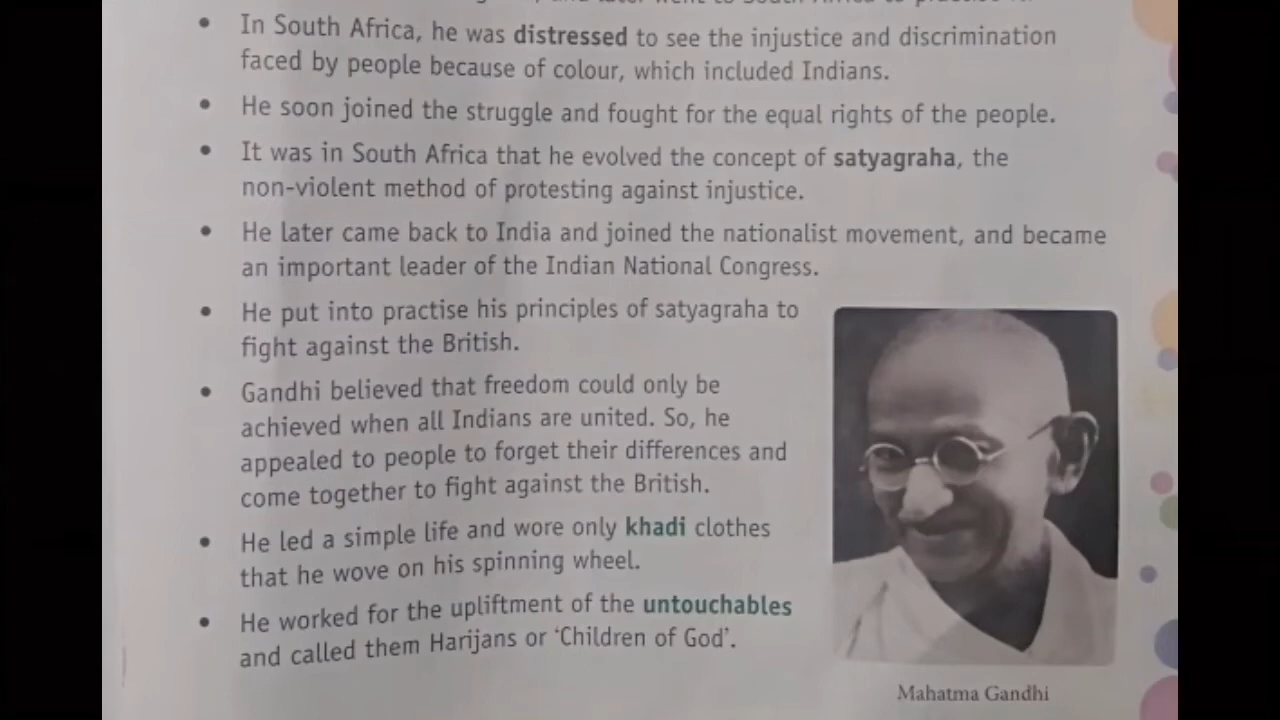 In South Africa, he was distressed to see the injustice and discrimination
faced by people because of colour, which included Indians.
He soon joined the struggle and fought for the equal rights of the people.
It was in South Africa that he evolved the concept of satyagraha, the
non-violent method of protesting against injustice.
He later came back to India and joined the nationalist movement, and became
an important leader of the Indian National Congress.
He put into practise his principles of satyagraha to
fight against the British.
Gandhi believed that freedom could only be
achieved when all Indians are united. So, he
appealed to people to forget their differences and
come together to fight against the British.
He led a simple life and wore only khadi clothes
that he wove on his spinning wheel.
He worked for the upliftment of the untouchables
and called them Harijans or ‘Children of God’.
Mahatma Gandhi